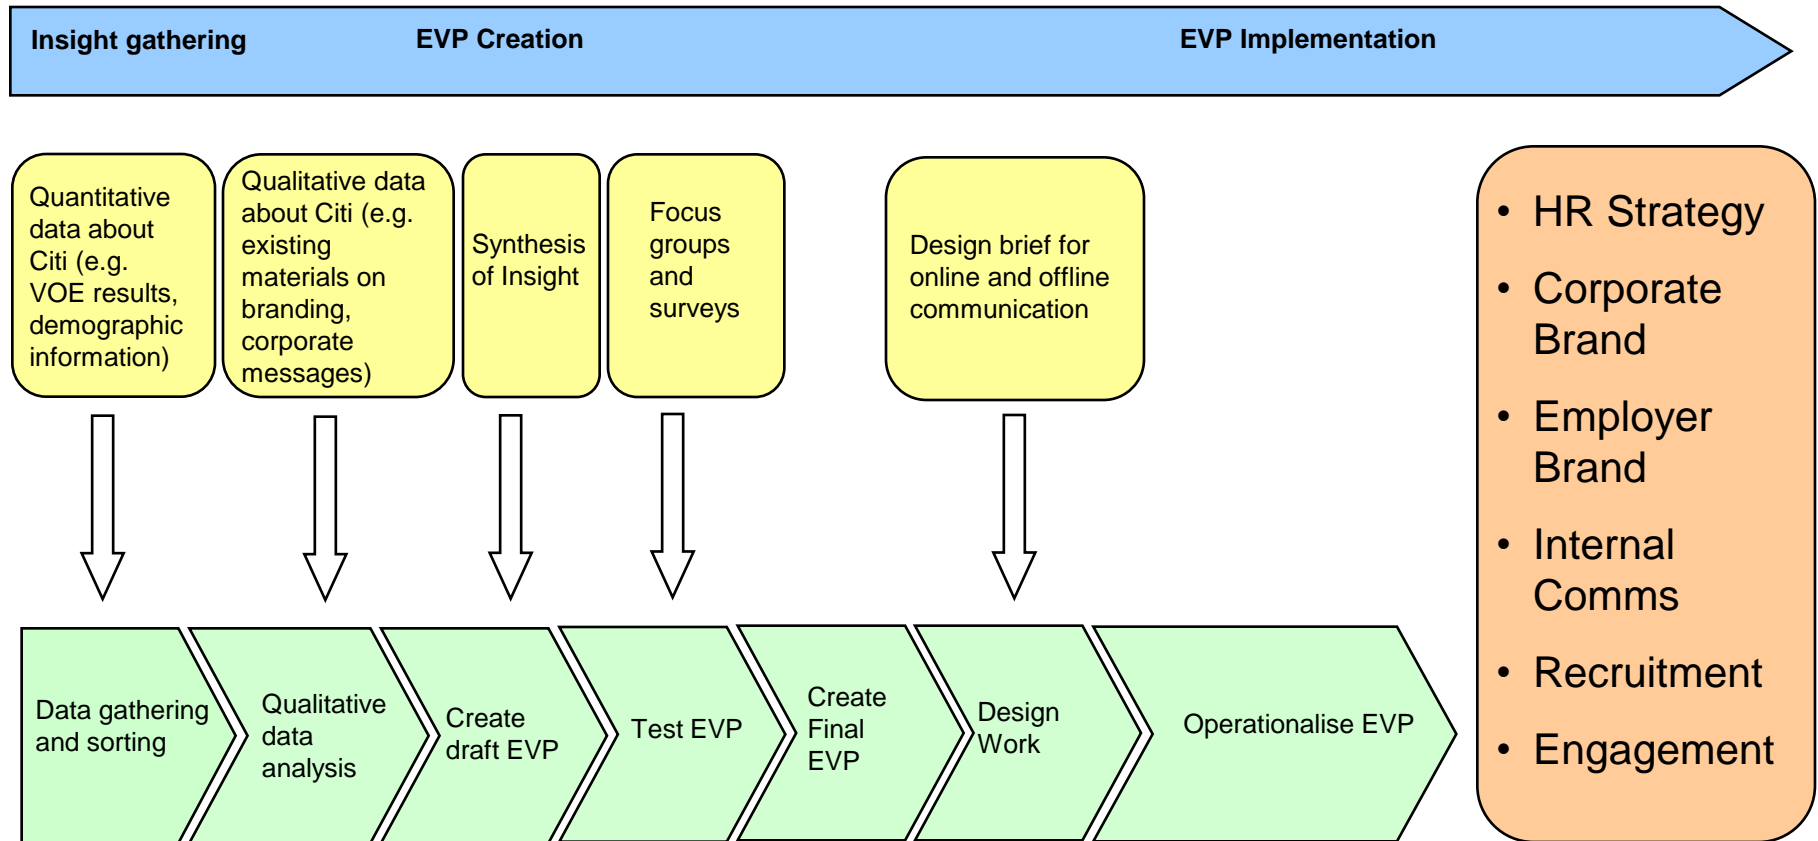 Insight gathering
EVP Creation
EVP Implementation
Quantitative
data about
Citi (e.g.
VOE results,
demographic
information)
Qualitative data
about Citi (e.g.
existing
materials on
branding,
corporate
messages)
Synthesis
of Insight
Focus
groups
and
surveys
Design brief for
online and offline
communication
Data gathering
and sorting
Qualitative
data
analysis
Create
draft EVP
Test EVP
Create
Final
EVP
Design
Work
Operationalise EVP
• HR Strategy
• Corporate
Brand
• Employer
Brand
• Internal
Comms
• Recruitment
• Engagement